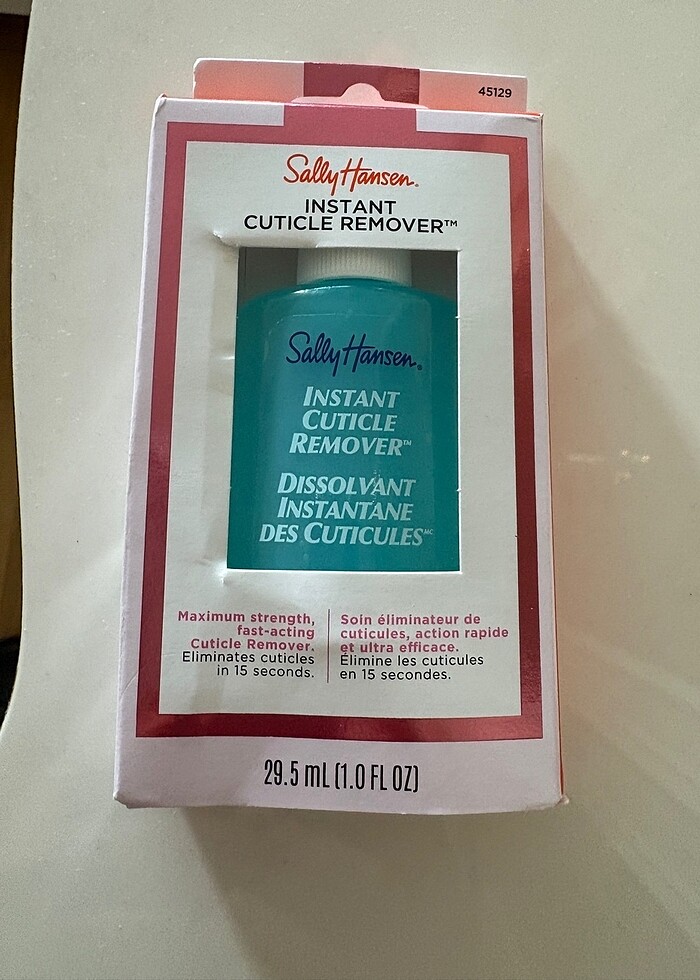 45129
Sally Hansen®
INSTANT
CUTICLE REMOVER™
Sally Hansen®
INSTANT
CUTICLE
REMOVER™
DISSOLVANT
INSTANTANE
DES CUTICULES MC
Maximum strength,
fast-acting
Cuticle Remover.
Eliminates cuticles
in 15 seconds.
Soin éliminateur de
cuticules, action rapide
et ultra efficace.
Élimine les cuticules
en 15 secondes.
29.5 mL (1.0 FL OZ)